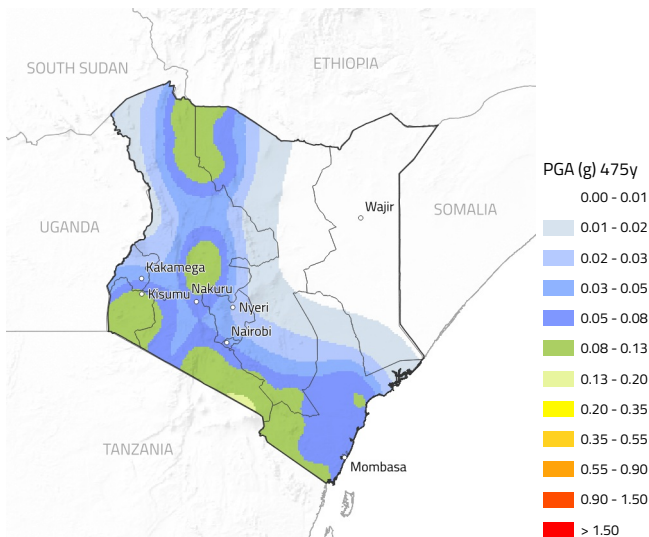 SOUTH SUDAN
ETHIOPIA
UGANDA
SOMALIA
TANZANIA
Wajir
Kakamega
Kisumu
Nakuru
Nyeri
Nairobi
Mombasa
PGA (g) 475y
0.00 - 0.01
0.01 - 0.02
0.02 - 0.03
0.03 - 0.05
0.05 - 0.08
0.08 - 0.13
0.13 - 0.20
0.20 - 0.35
0.35 - 0.55
0.55 - 0.90
0.90 - 1.50
> 1.50